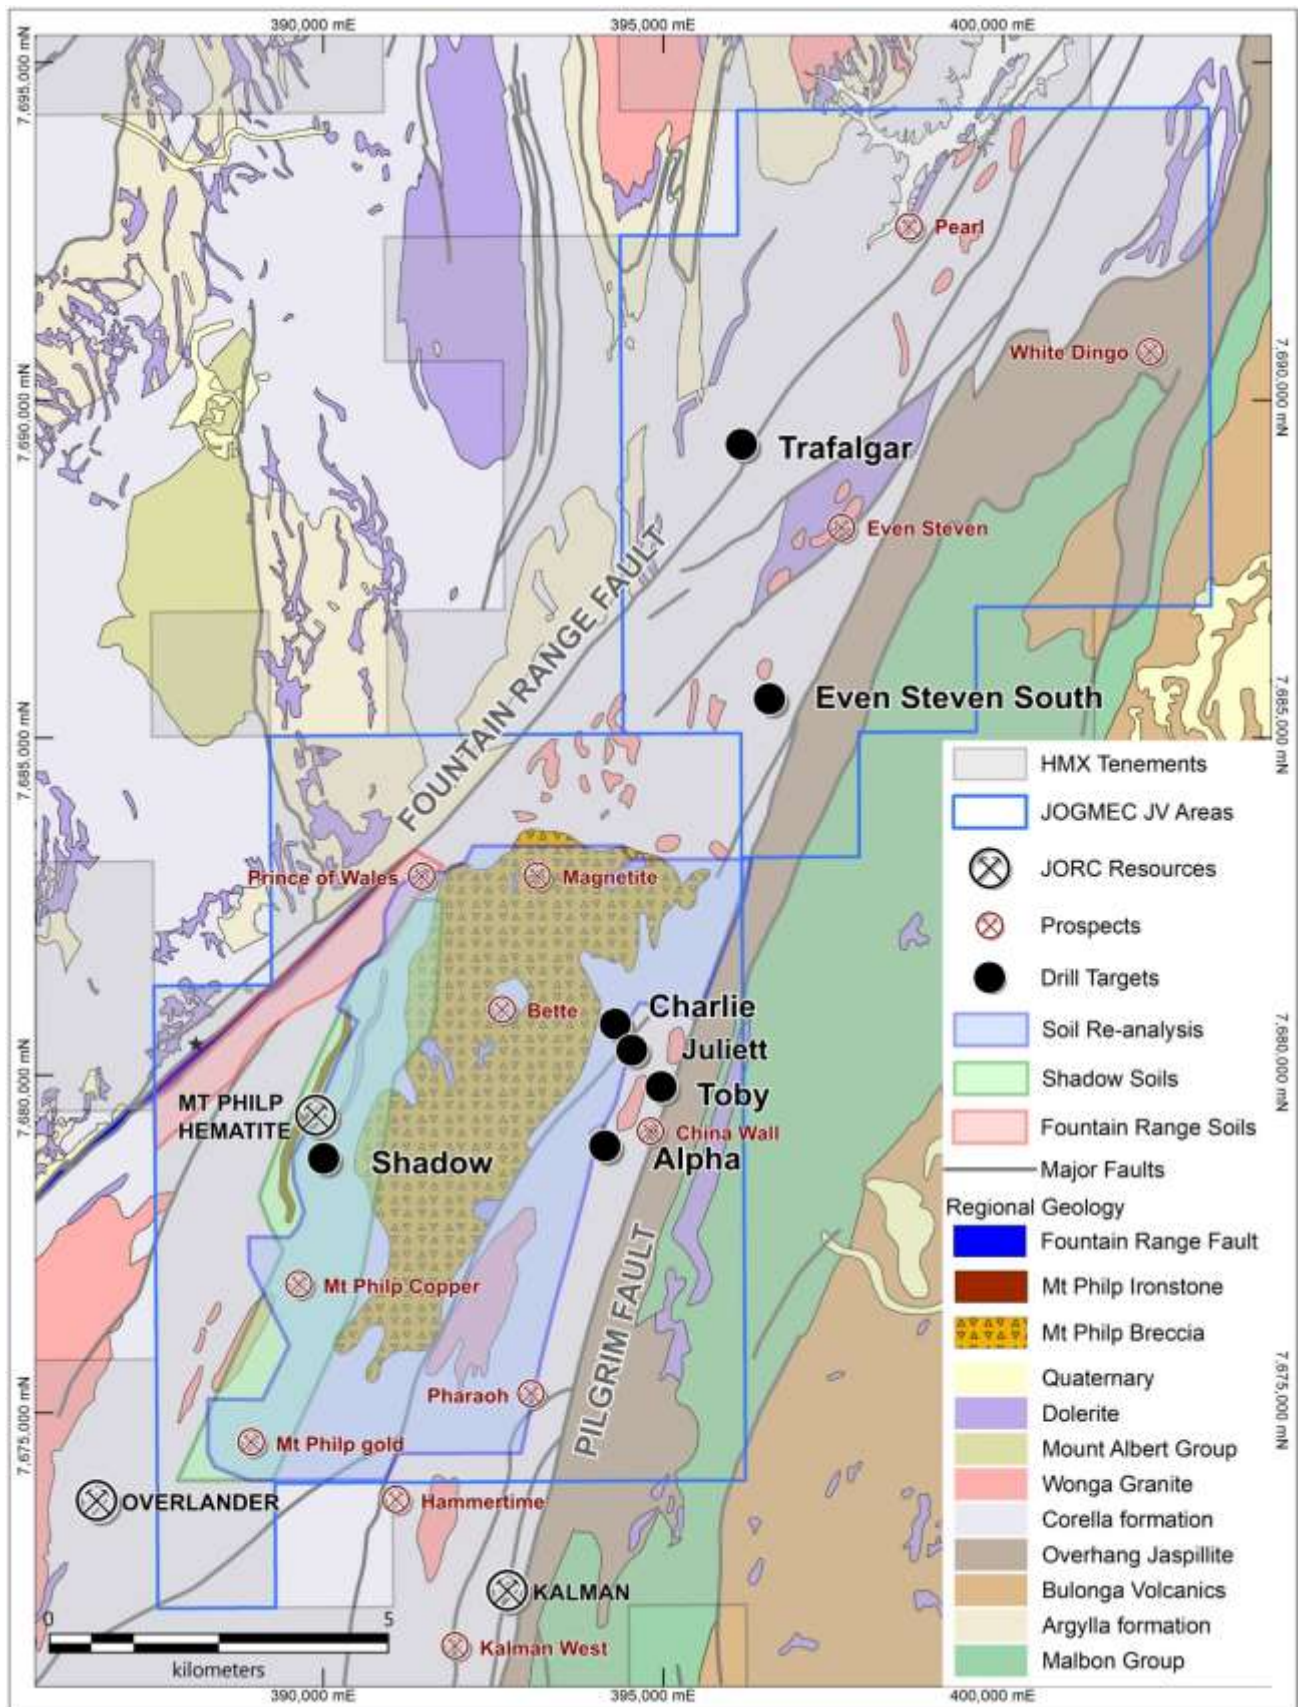 390,000 mE
395,000 mE
400,000 mE
7,695,000 mN
Pearl
White Dingo
7,690,000 mN
7,690,000 mN
Trafalgar
Even Steven
FOUNTAIN RANGE FAULT
Even Steven South
7,685,000 mN
7,685,000 mN
HMX Tenements
JOGMEC JV Areas
JORC Resources
Prospects
Drill Targets
Soil Re-analysis
Shadow Soils
Fountain Range Soils
Major Faults
Regional Geology
Fountain Range Fault
Mt Philp Ironstone
Mt Philp Breccia
Quaternary
Dolerite
Mount Albert Group
Wonga Granite
Corella formation
Overhang Jaspillite
Bulonga Volcanics
Argylla formation
Malbon Group
Prince of Wales
Magnetite
Bette
Charlie
Juliett
Toby
China Wall
Alpha
7,680,000 mN
7,680,000 mN
MT PHILP
HEMATITE
Shadow
Mt Philp Copper
PILGRIM FAULT
Pharaoh
Mt Philp gold
7,675,000 mN
7,675,000 mN
OVERLANDER
Hammertime
KALMAN
Kalman West
0
5
kilometers
390,000 mE
395,000 mE
400,000 mE